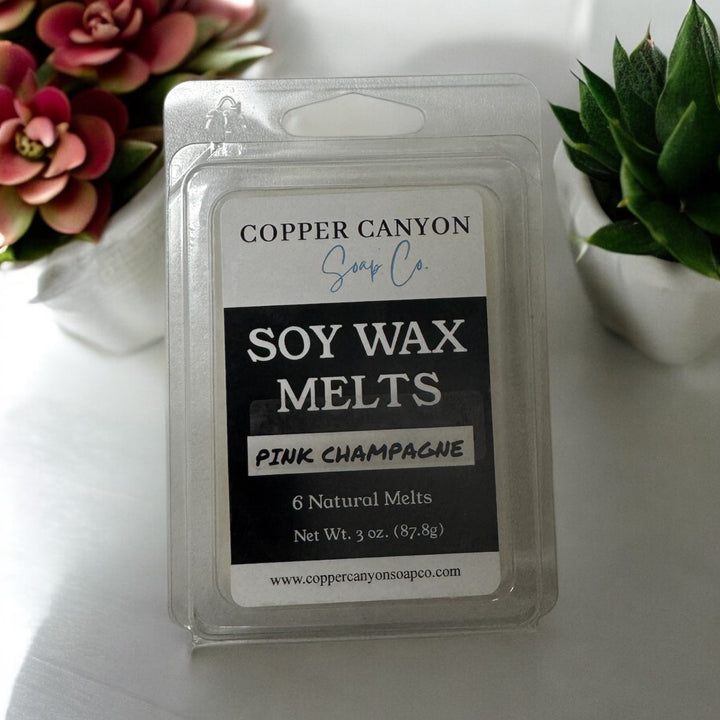 COPPER CANYON
Soap Co.
SOY WAX
MELTS
PINK CHAMPAGNE
6 Natural Melts
Net Wt. 3 oz. (87.8g)
www.coppercanyonsoapco.com